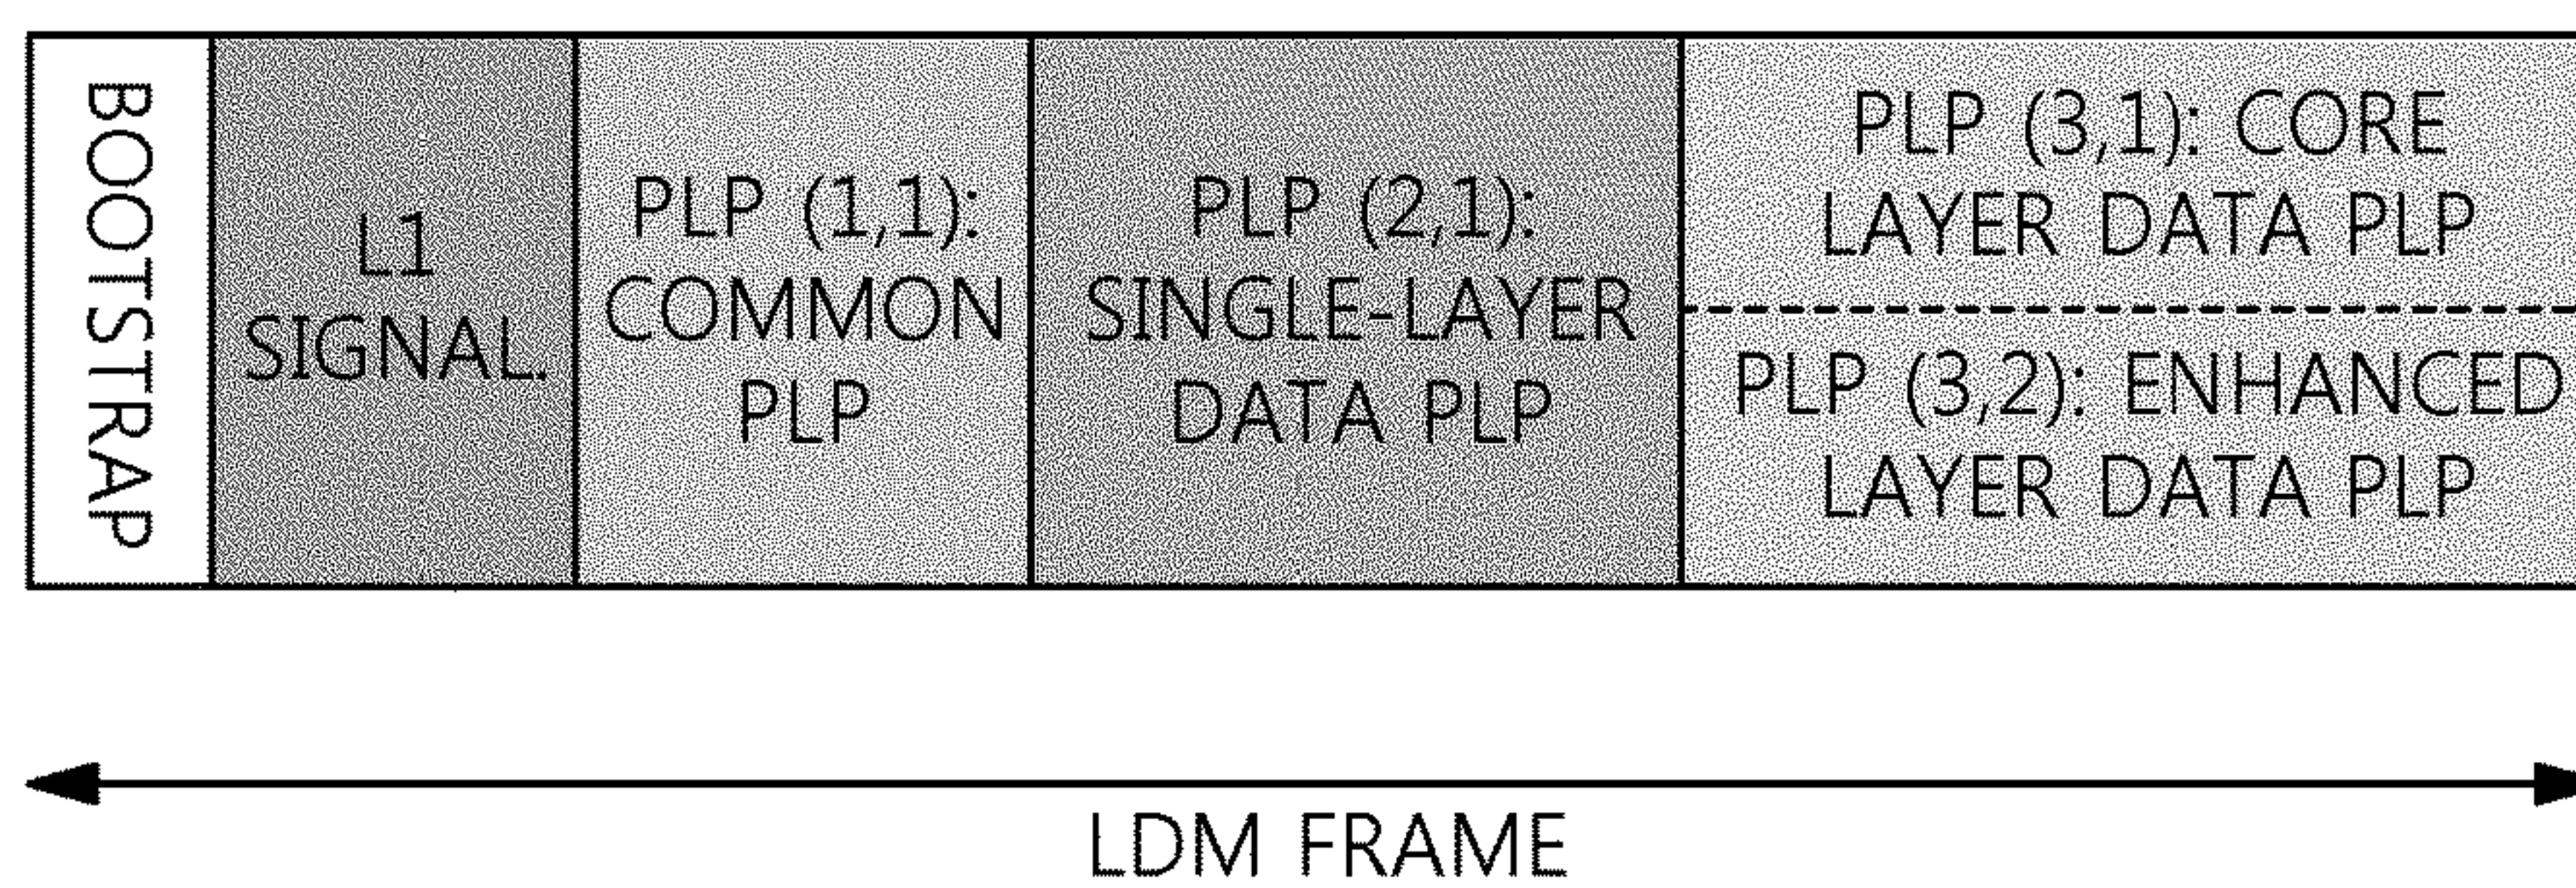 BOOTSTRAP
L1
SIGNAL.
PLP (1,1):
COMMON
PLP
PLP (2,1):
SINGLE-LAYER
DATA PLP
PLP (3,1): CORE
LAYER DATA PLP
PLP (3,2): ENHANCED
LAYER DATA PLP
LDM FRAME